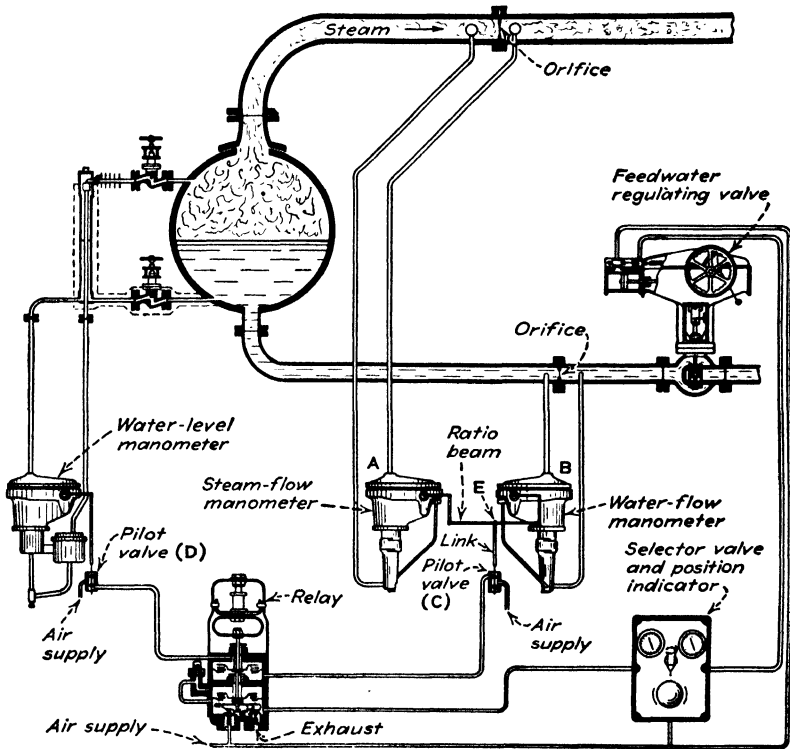 Steam
Orifice
Feedwater
regulating valve
Orifice
Water-level
manometer
Ratio
beam
A
B
Steam-flow
manometer
E
Water-flow
manometer
Link
Pilot
valve (D)
Pilot
valve
(C)
Selector valve
and position
indicator
Relay
Air
supply
Air
supply
Air supply
Exhaust